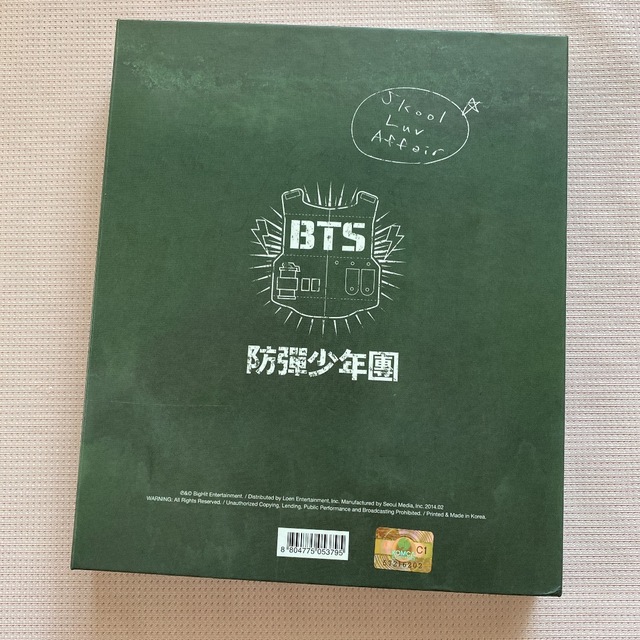 Skool
Luv
Affair
BTS
防彈少年團
℗&© BigHit Entertainment. / Distributed by Loen Entertainment, Inc. Manufactured by Seoul Media, Inc. 2014.02
WARNING: All Rights Reserved. / Unauthorized Copying, Lending, Public Performance and Broadcasting Prohibited. / Printed & Made in Korea.
8 804775 053795
KOMCA
C1